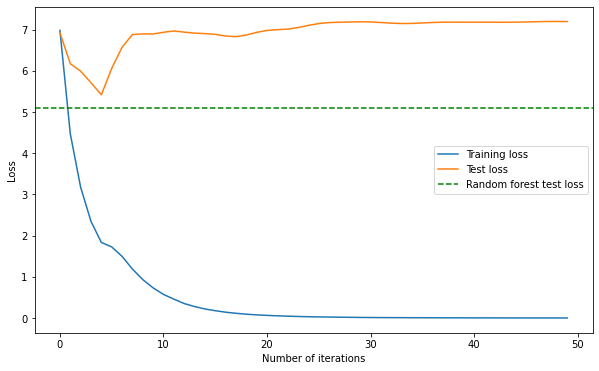 7
6
5
4
3
2
1
0
Loss
Training loss
Test loss
Random forest test loss
0 10 20 30 40 50
Number of iterations